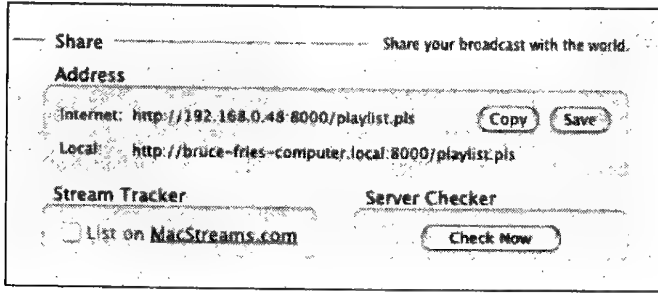 Share
Share your broadcast with the world.
Address
Internet: http://192.168.0.48:8000/playlist.pls
Copy
Save
Local: http://bruce-fries-computer.local:8000/playlist.pls
Stream Tracker
Server Checker
List on MacStreams.com
Check Now